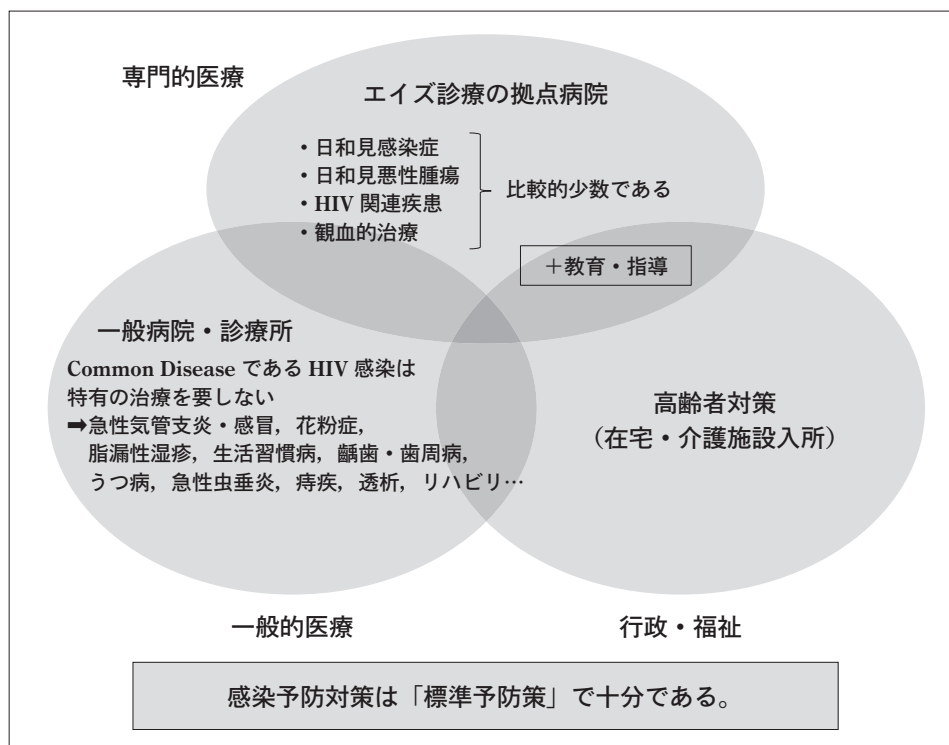 専門的医療
エイズ診療の拠点病院
・日和見感染症
・日和見悪性腫瘍
・HIV 関連疾患
・観血的治療
比較的少数である
＋教育・指導
一般病院・診療所
Common Disease である HIV 感染は
特有の治療を要しない
➡急性気管支炎・感冒，花粉症，
脂漏性湿疹，生活習慣病，齲歯・歯周病，
うつ病，急性虫垂炎，痔疾，透析，リハビリ…
高齢者対策
（在宅・介護施設入所）
一般的医療
行政・福祉
感染予防対策は「標準予防策」で十分である。